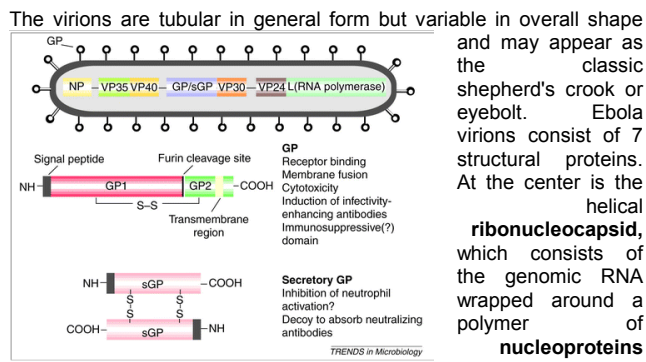 The virions are tubular in general form but variable in overall shape
and may appear as
the classic
shepherd's crook or
eyebolt. Ebola
virions consist of 7
structural proteins.
At the center is the
helical
ribonucleocapsid,
which consists of
the genomic RNA
wrapped around a
polymer of
nucleoproteins
GP
NP VP35 VP40 GP/sGP VP30 VP24 L(RNA polymerase)
Signal peptide Furin cleavage site
NH GP1 GP2 COOH
S–S
Transmembrane
region
GP
Receptor binding
Membrane fusion
Cytotoxicity
Induction of infectivity-
enhancing antibodies
Immunosuppressive(?)
domain
NH sGP COOH
S S
S S
COOH sGP NH
Secretory GP
Inhibition of neutrophil
activation?
Decoy to absorb neutralizing
antibodies
TRENDS in Microbiology